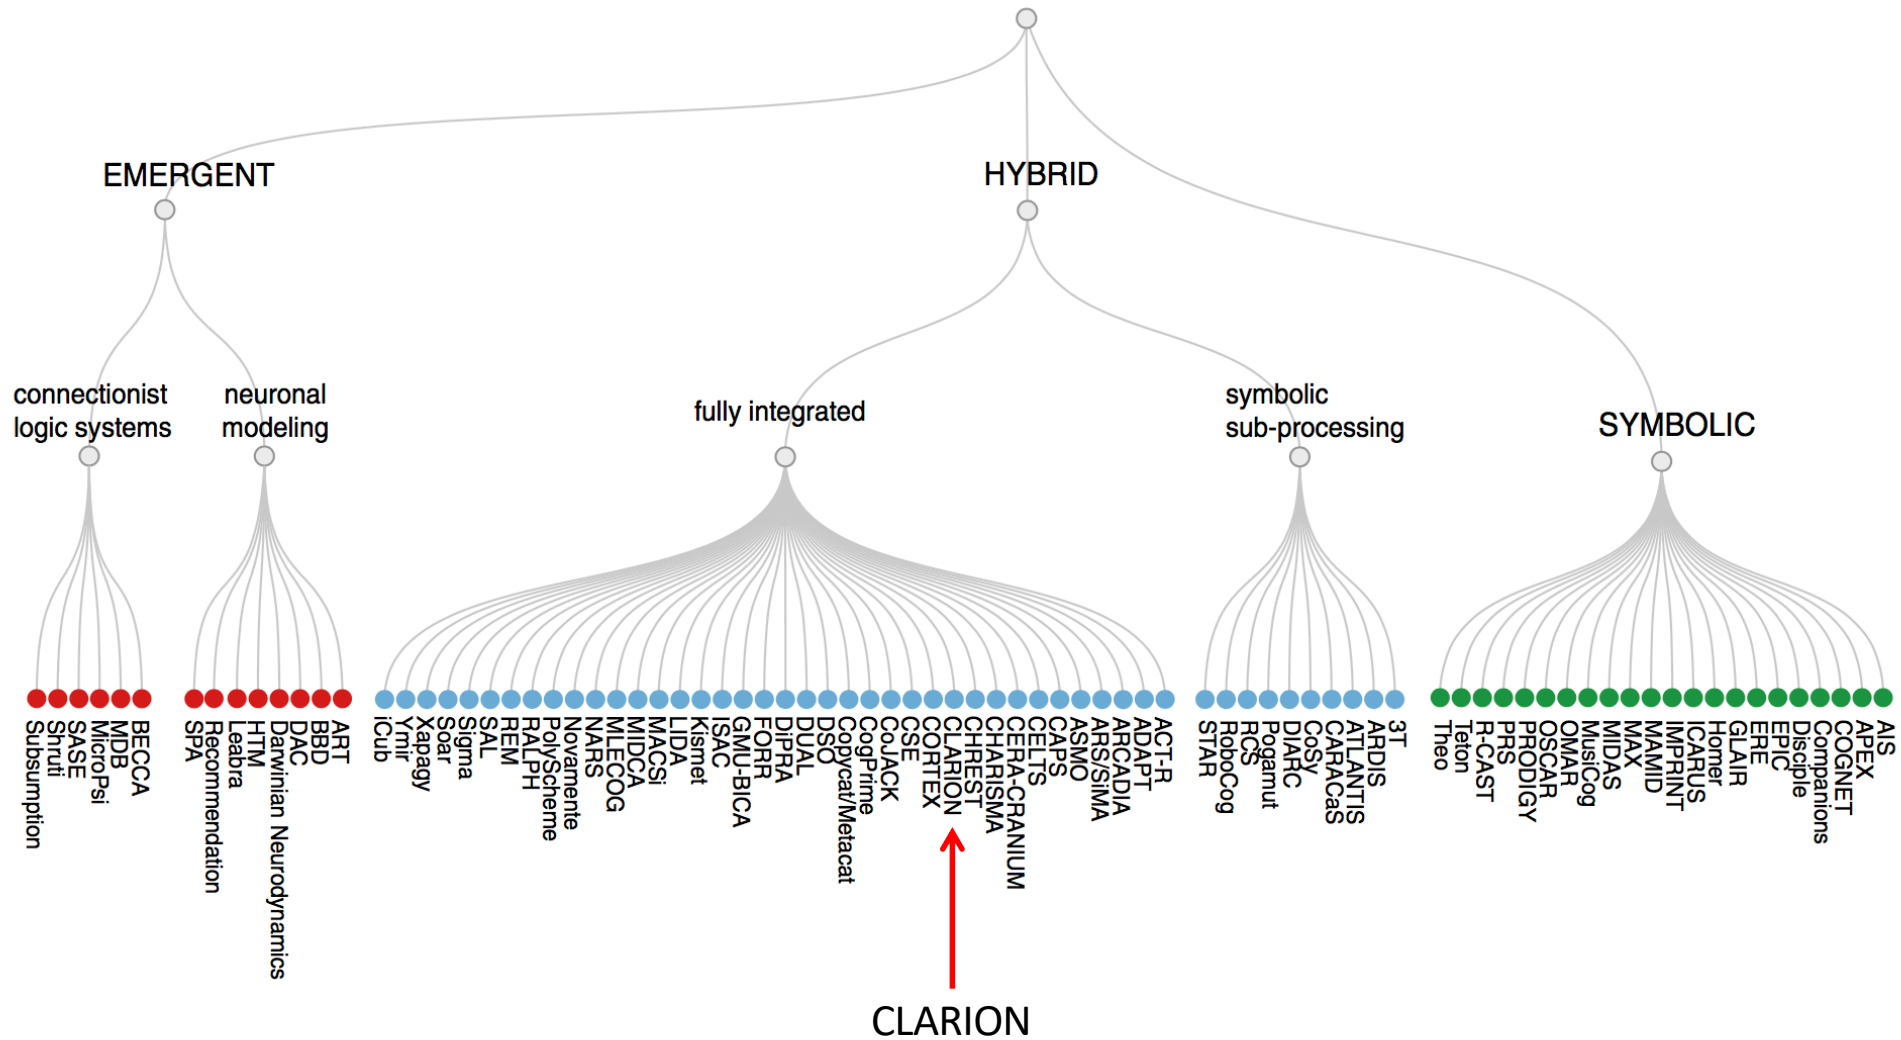 EMERGENT
HYBRID
connectionist
logic systems
neuronal
modeling
fully integrated
symbolic
sub-processing
SYMBOLIC
Subsumption
Shruti
SASE
MicroPsi
MDB
BECCA
SPA
Recommendation
Leabra
HTM
Darwinian Neurodynamics
DAC
BBD
ART
iCub
Ymir
Xapagy
Soar
Sigma
SAL
REM
RALPH
PolyScheme
Novamente
NARS
MLECOG
MIDCA
MACSi
LIDA
Kismet
ISAC
GMU-BICA
FORR
DiPRA
DUAL
DSO
Copycat/Metacat
CogPrime
CoJACK
CSE
CORTEX
CLARION
CHREST
CHARISMA
CERA-CRANIUM
CELTS
CAPS
ASMO
ARS/SiMA
ARCADIA
ADAPT
ACT-R
STAR
RoboCog
RCS
Pogamut
DIARC
CoSy
CARACaS
ATLANTIS
ARDIS
3T
Theo
Teton
R-CAST
PRS
PRODIGY
OSCAR
OMAR
MusiCog
MIDAS
MAX
MAMID
IMPRINT
ICARUS
Homer
GLAIR
ERE
EPIC
Disciple
Companions
COGNET
APEX
AIS
CLARION